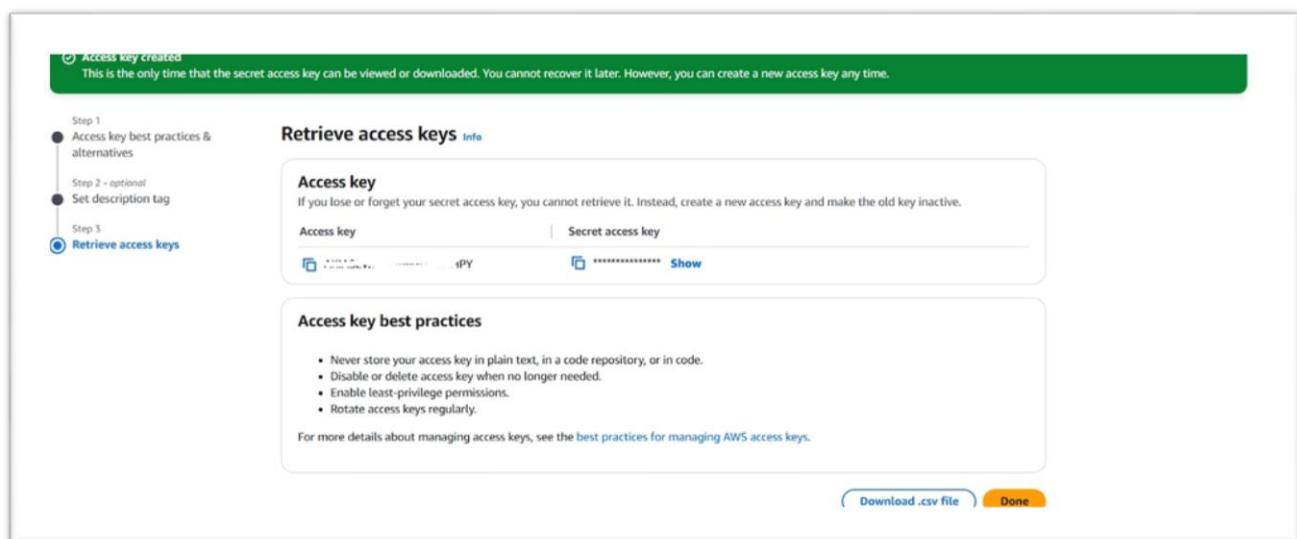 Access key created
This is the only time that the secret access key can be viewed or downloaded. You cannot recover it later. However, you can create a new access key any time.
Step 1
Access key best practices &
alternatives
Step 2 - optional
Set description tag
Step 3
Retrieve access keys
Retrieve access keys Info
Access key
If you lose or forget your secret access key, you cannot retrieve it. Instead, create a new access key and make the old key inactive.
Access key
Secret access key
PY
*************** Show
Access key best practices
• Never store your access key in plain text, in a code repository, or in code.
• Disable or delete access key when no longer needed.
• Enable least-privilege permissions.
• Rotate access keys regularly.
For more details about managing access keys, see the best practices for managing AWS access keys.
Download .csv file
Done